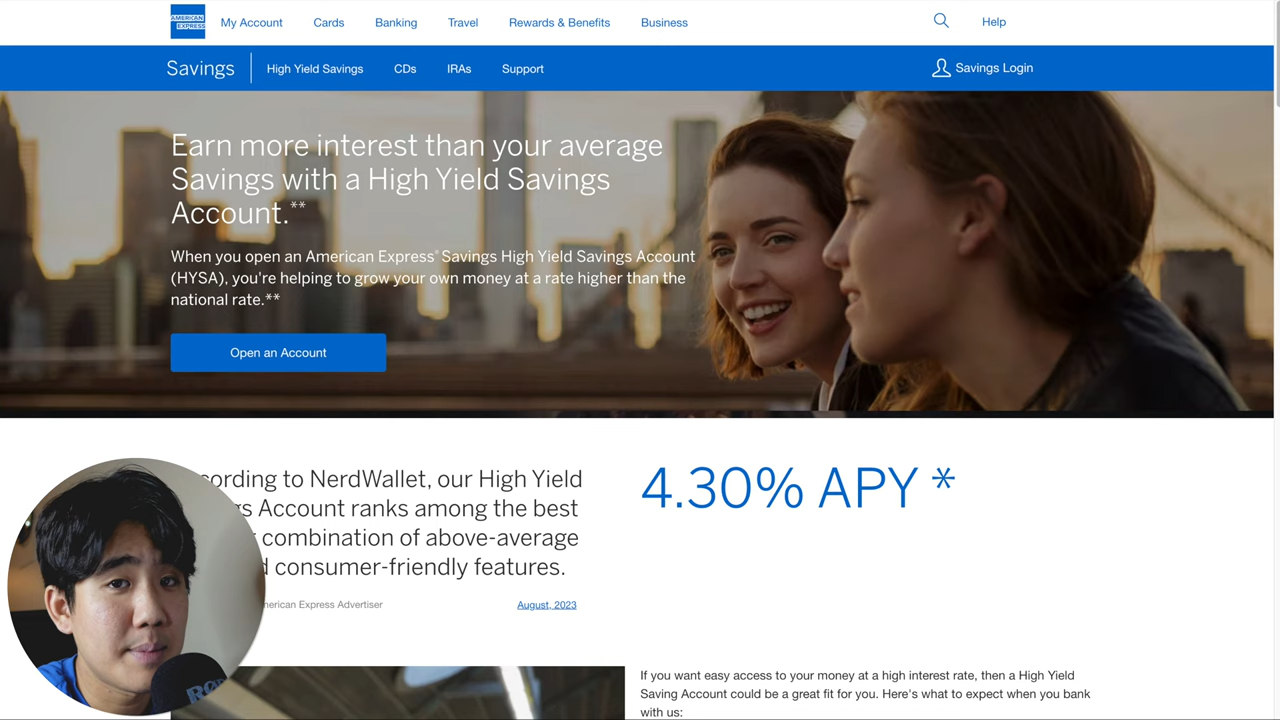 AMERICAN
EXPRESS
My Account Cards Banking Travel Rewards & Benefits Business Help
Savings High Yield Savings CDs IRAs Support Savings Login
Earn more interest than your average
Savings with a High Yield Savings
Account.**
When you open an American Express® Savings High Yield Savings Account
(HYSA), you're helping to grow your own money at a rate higher than the
national rate.**
Open an Account
to NerdWallet, our High Yield
Account ranks among the best
combination of above-average
consumer-friendly features.
Express Advertiser August, 2023
4.30% APY *
If you want easy access to your money at a high interest rate, then a High Yield
Saving Account could be a great fit for you. Here's what to expect when you bank
with us: